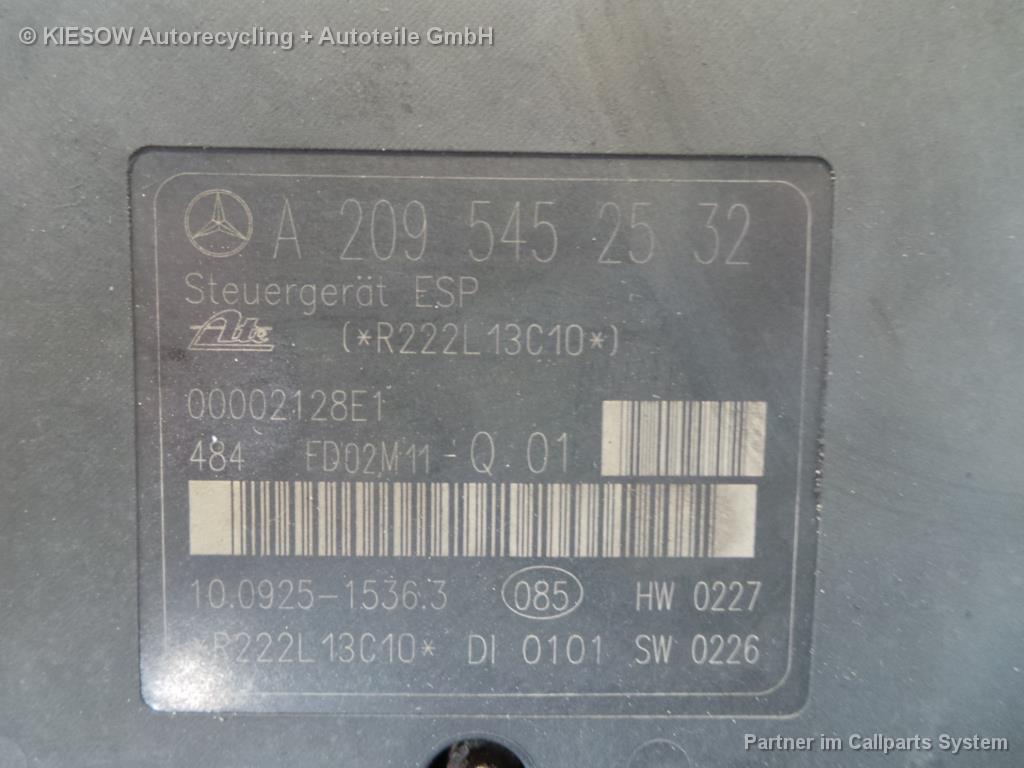 © KIESOW Autorecycling + Autoteile GmbH
A 209 545 25 32
Steuergerät ESP
Ate (*R222L13C10*)
00002128E1
484 FD02M11 - Q 01
10.0925-1536.3 085 HW 0227
*R222L13C10* DI 0101 SW 0226
Partner im Callparts System